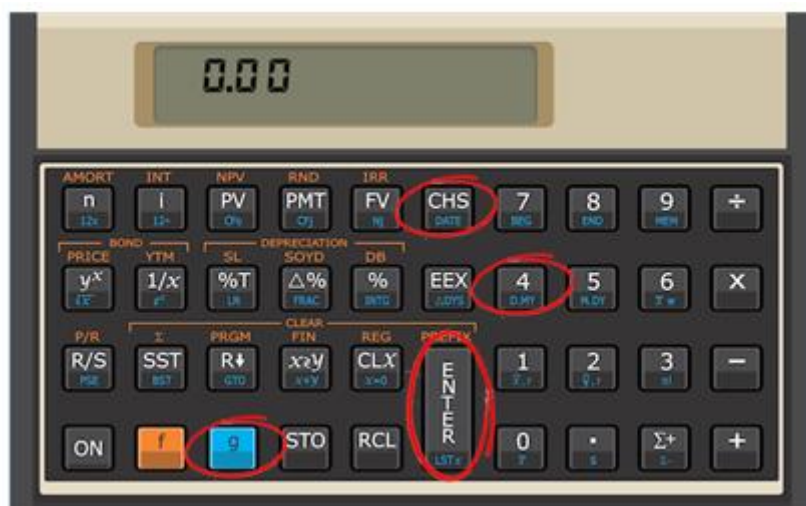 0.00
AMORT INT NPV RND IRR
n i PV PMT FV CHS 7 8 9 ÷
12x 12÷ CFo CFj Nj DATE BEG END MEM
BOND DEPRECIATION
PRICE YTM SL SOYD DB
yˣ 1/x %T △% % EEX 4 5 6 X
√x eˣ LN FRAC INTG △DYS D.MY M.DY x̄ w
CLEAR
P/R Σ PRGM FIN REG PREFIX
R/S SST R↓ x≷y CLX ENTER 1 2 3 −
PSE BST GTO x=0 x̂,r ŷ,r n!
ON f g STO RCL 0 · Σ+ +
LSTx x̄ s Σ-